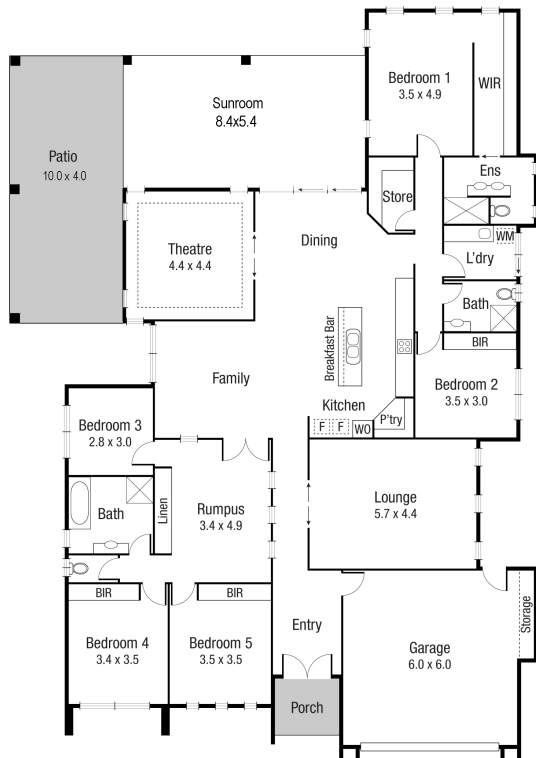 Bedroom 1
3.5 x 4.9
WIR
Sunroom
8.4x5.4
Patio
10.0 x 4.0
Ens
Store
Dining
Theatre
4.4 x 4.4
WM
L'dry
Bath
BIR
Breakfast Bar
Family
Bedroom 2
3.5 x 3.0
Kitchen
P'try
F
F
WO
Bedroom 3
2.8 x 3.0
Lounge
5.7 x 4.4
Rumpus
3.4 x 4.9
Linen
Bath
BIR
BIR
Storage
Entry
Bedroom 4
3.4 x 3.5
Bedroom 5
3.5 x 3.5
Garage
6.0 x 6.0
Porch